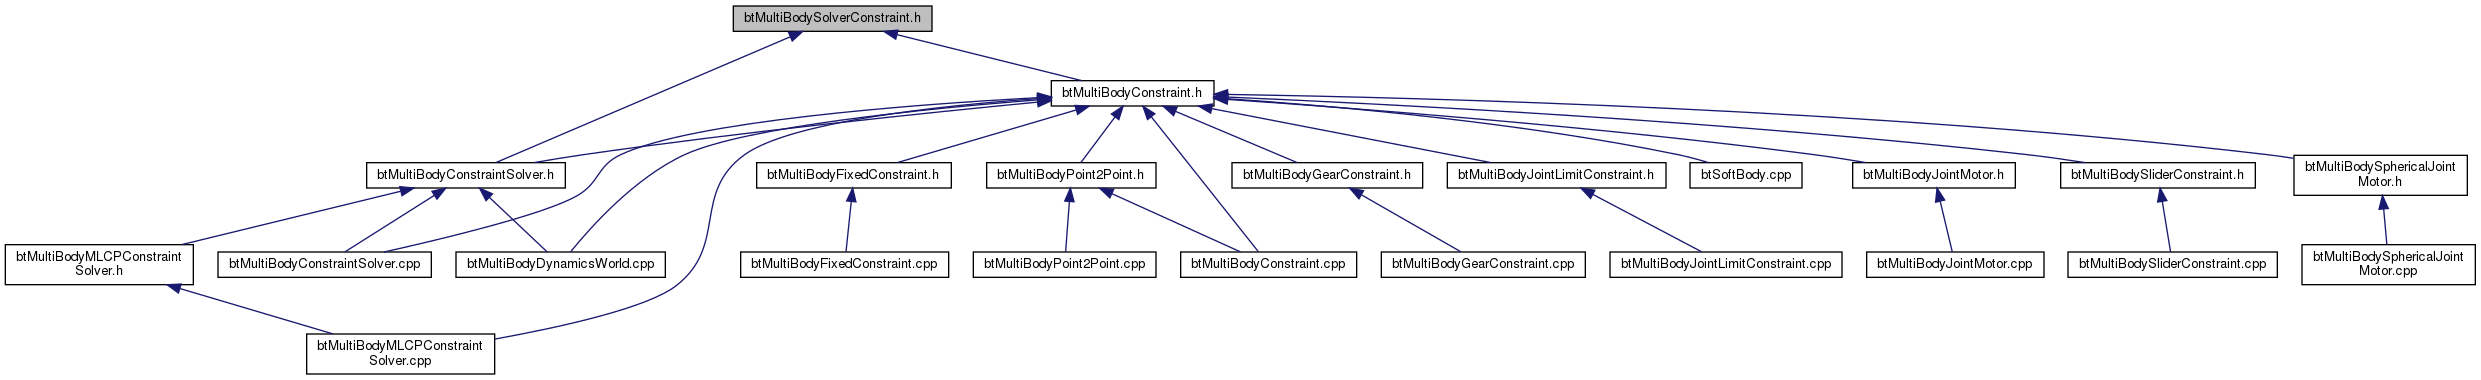 btMultiBodySolverConstraint.h
btMultiBodyConstraint.h
btMultiBodyConstraintSolver.h
btMultiBodyFixedConstraint.h
btMultiBodyPoint2Point.h
btMultiBodyGearConstraint.h
btMultiBodyJointLimitConstraint.h
btSoftBody.cpp
btMultiBodyJointMotor.h
btMultiBodySliderConstraint.h
btMultiBodySphericalJoint
Motor.h
btMultiBodyMLCPConstraint
Solver.h
btMultiBodyConstraintSolver.cpp
btMultiBodyDynamicsWorld.cpp
btMultiBodyFixedConstraint.cpp
btMultiBodyPoint2Point.cpp
btMultiBodyConstraint.cpp
btMultiBodyGearConstraint.cpp
btMultiBodyJointLimitConstraint.cpp
btMultiBodyJointMotor.cpp
btMultiBodySliderConstraint.cpp
btMultiBodySphericalJoint
Motor.cpp
btMultiBodyMLCPConstraint
Solver.cpp